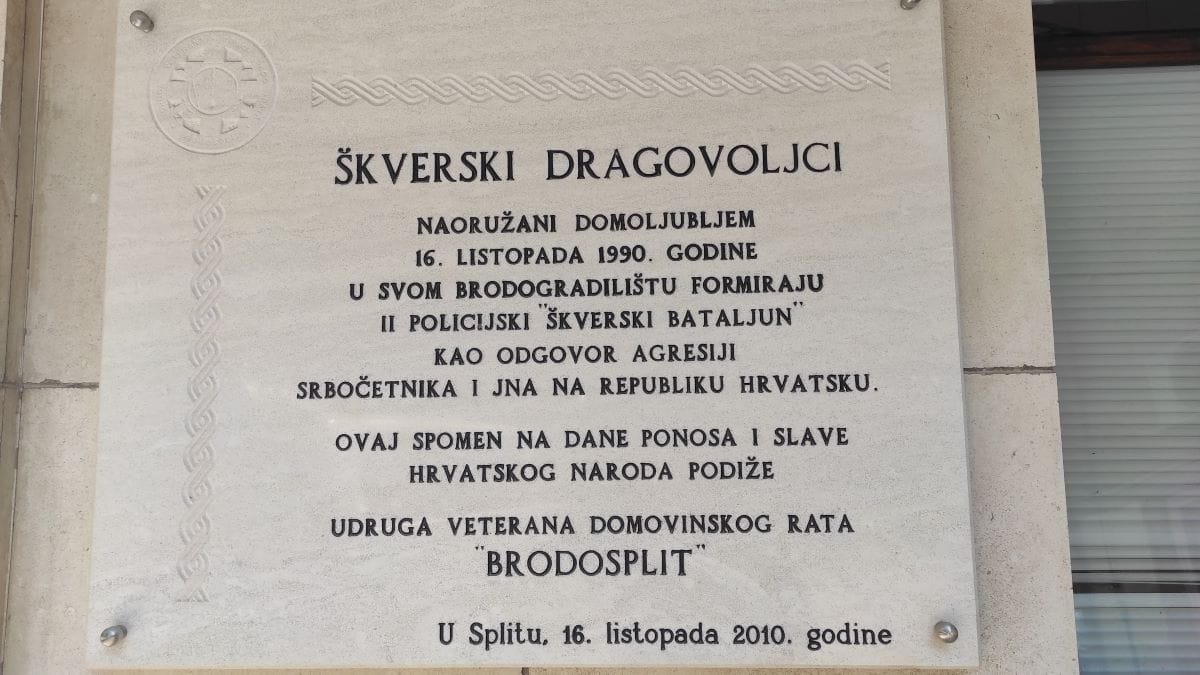 ŠKVERSKI DRAGOVOLJCI
NAORUŽANI DOMOLJUBLJEM
16. LISTOPADA 1990. GODINE
U SVOM BRODOGRADILIŠTU FORMIRAJU
II POLICIJSKI "ŠKVERSKI BATALJUN"
KAO ODGOVOR AGRESIJI
SRBOČETNIKA I JNA NA REPUBLIKU HRVATSKU.
OVAJ SPOMEN NA DANE PONOSA I SLAVE
HRVATSKOG NARODA PODIŽE
UDRUGA VETERANA DOMOVINSKOG RATA
"BRODOSPLIT"
U Splitu, 16. listopada 2010. godine